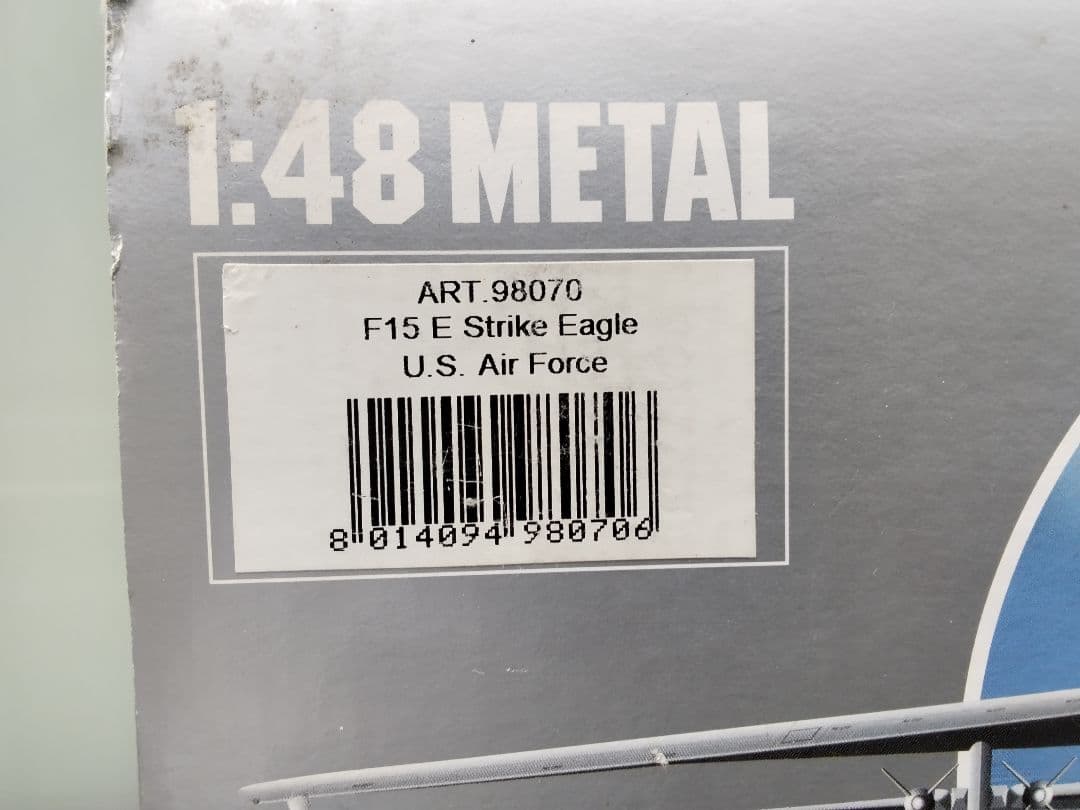 1:48 METAL
ART.98070
F15 E Strike Eagle
U.S. Air Force
8 014094 980706